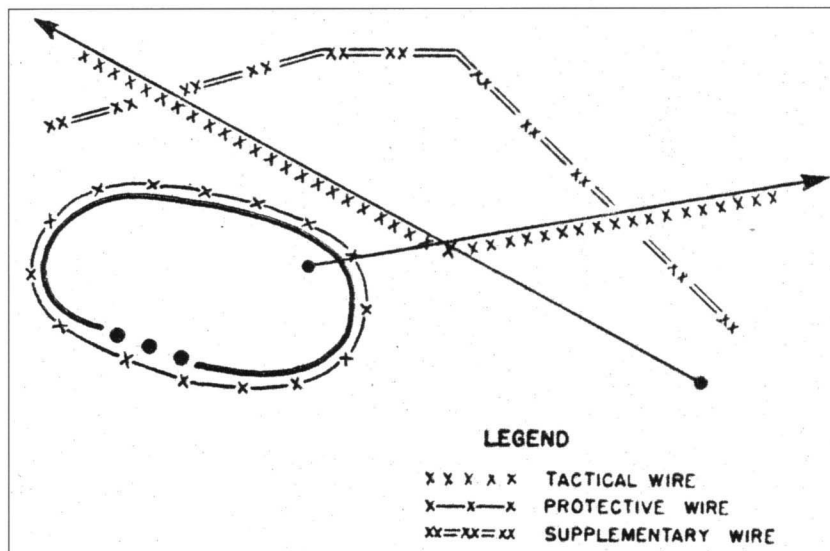 LEGEND
x x x x x TACTICAL WIRE
x—x—x PROTECTIVE WIRE
xx=xx=xx SUPPLEMENTARY WIRE